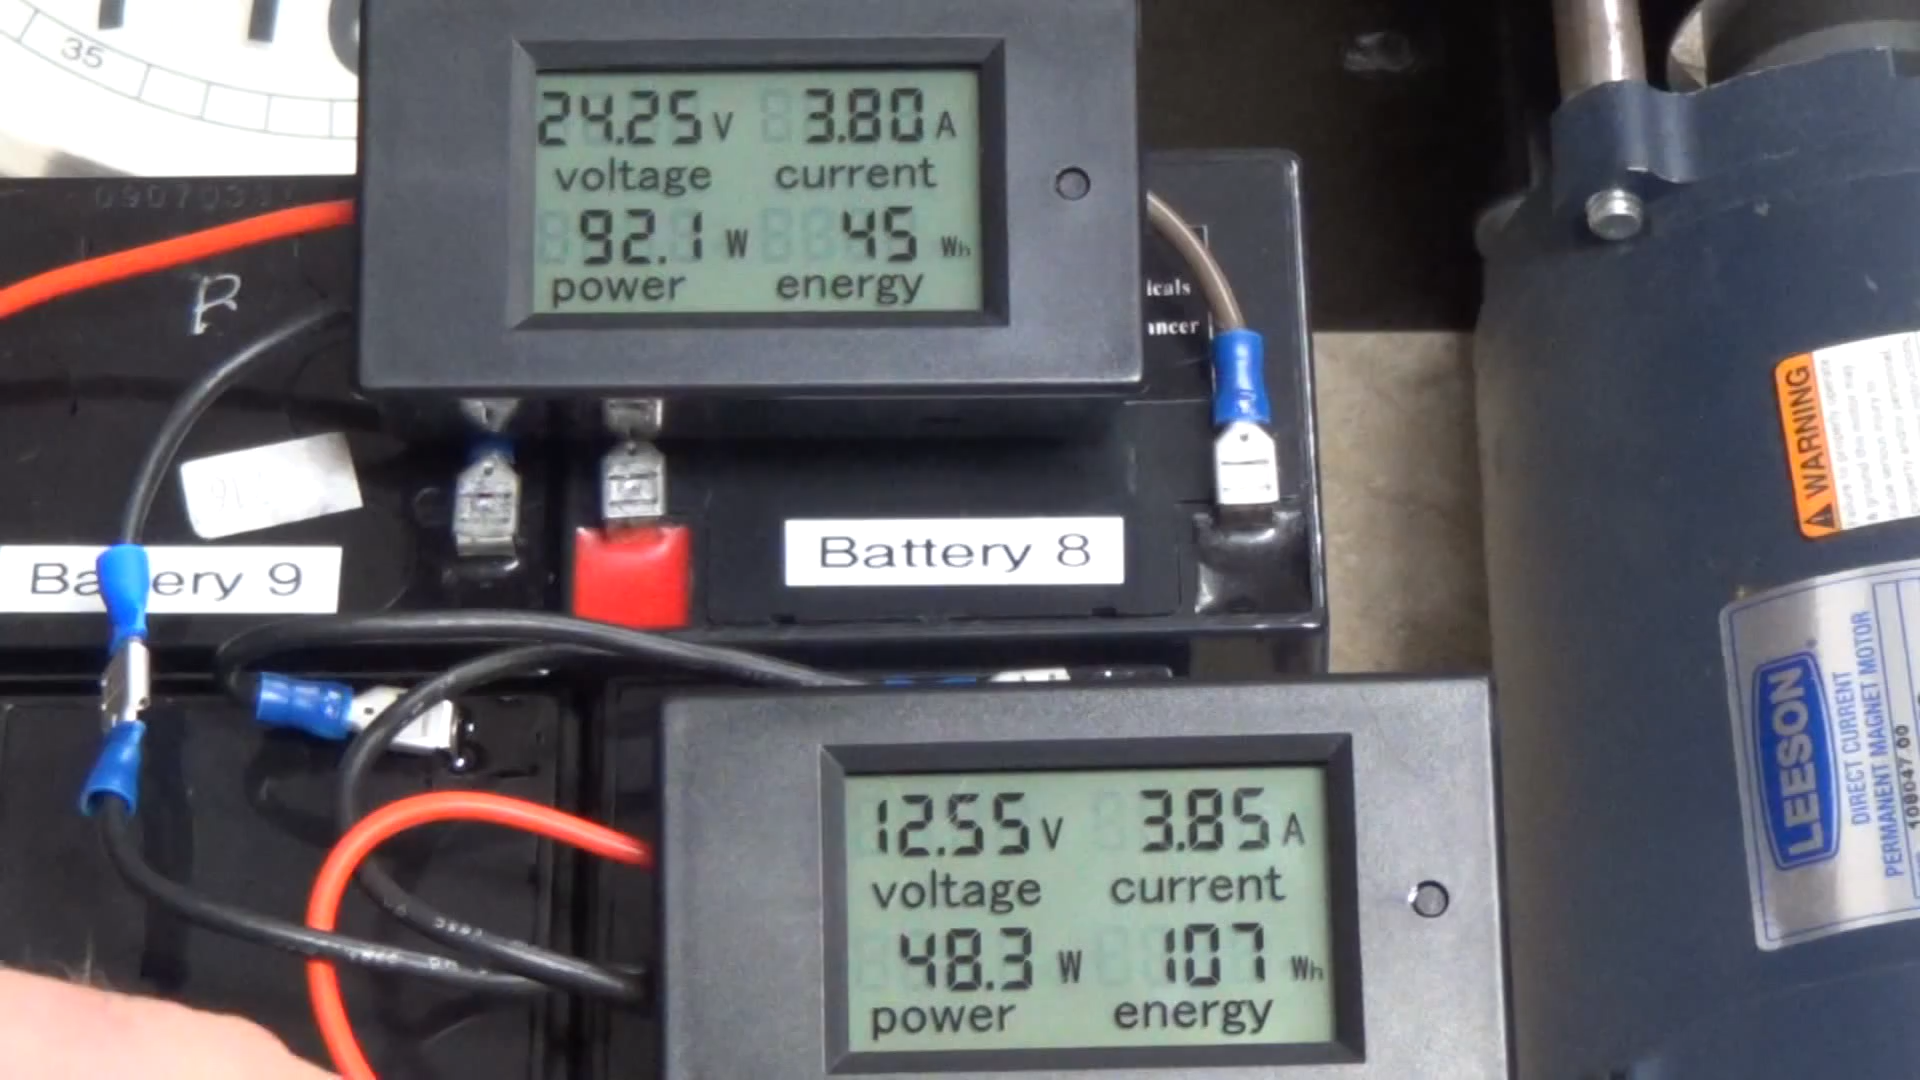 35
24.25 V 3.80 A
voltage current
92.1 W 45 Wh
power energy
icals
ancer
B
Battery 8
Ba ery 9
12.55 V 3.85 A
voltage current
48.3 W 107 Wh
power energy
WARNING
LEESON
DIRECT CURRENT
PERMANENT MAGNET MOTOR
108047.00